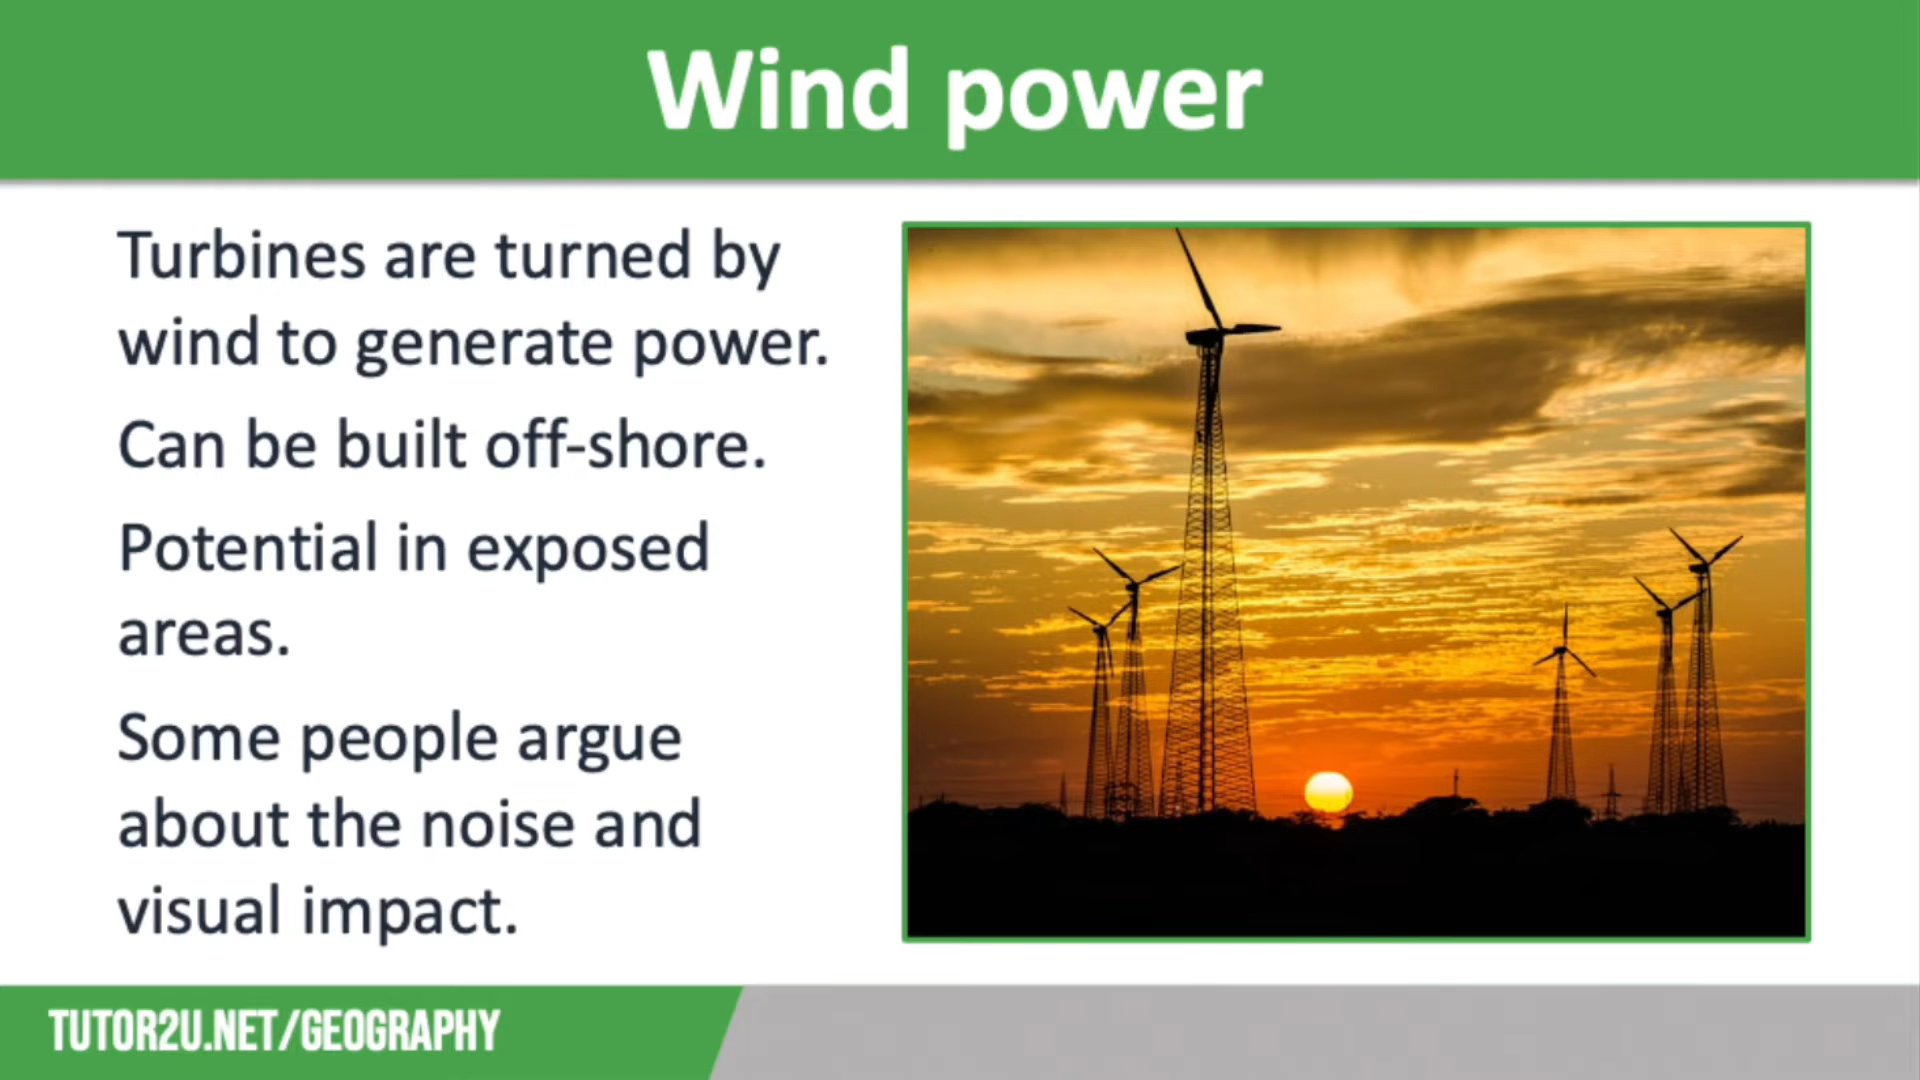 Wind power
Turbines are turned by
wind to generate power.
Can be built off-shore.
Potential in exposed
areas.
Some people argue
about the noise and
visual impact.
TUTOR2U.NET/GEOGRAPHY